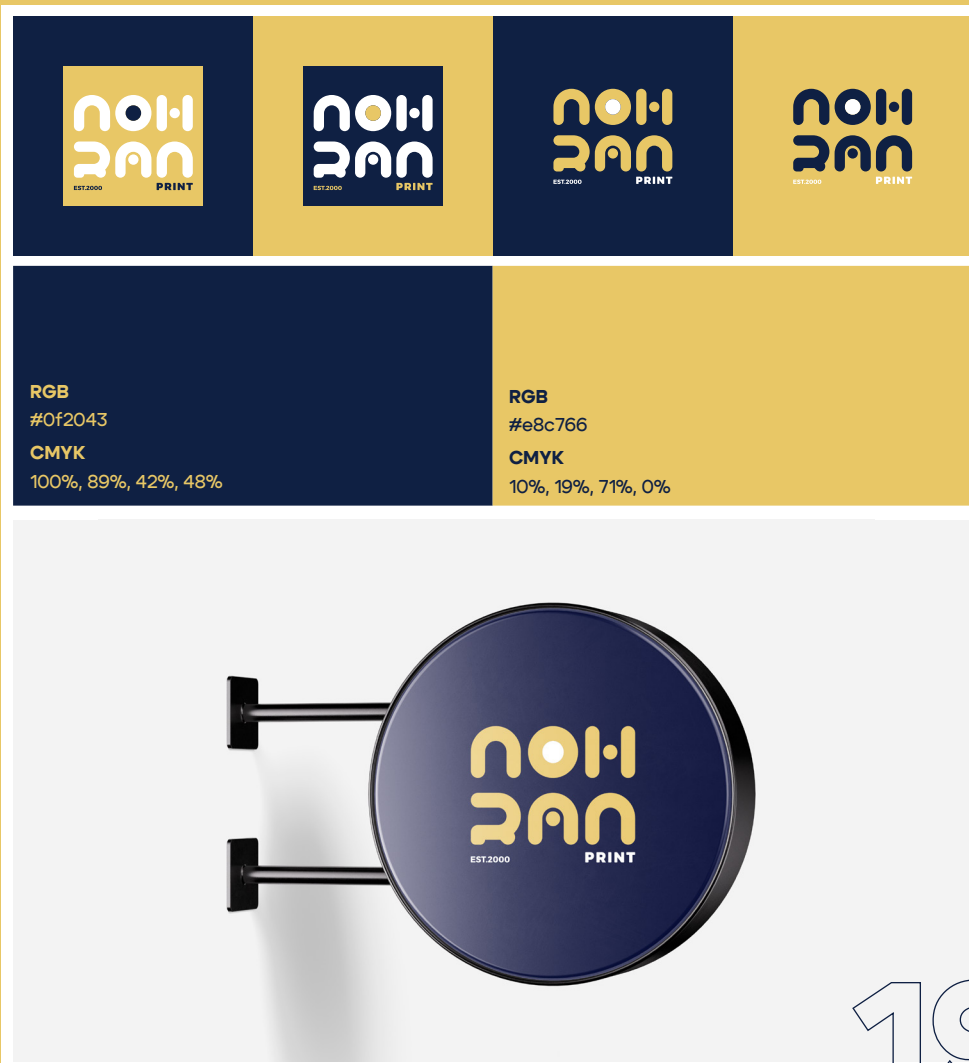 NOH
RAN
EST.2000 PRINT
NOH
RAN
EST.2000 PRINT
NOH
RAN
EST.2000 PRINT
NOH
RAN
EST.2000 PRINT
RGB
#0f2043
CMYK
100%, 89%, 42%, 48%
RGB
#e8c766
CMYK
10%, 19%, 71%, 0%
NOH
RAN
EST.2000 PRINT